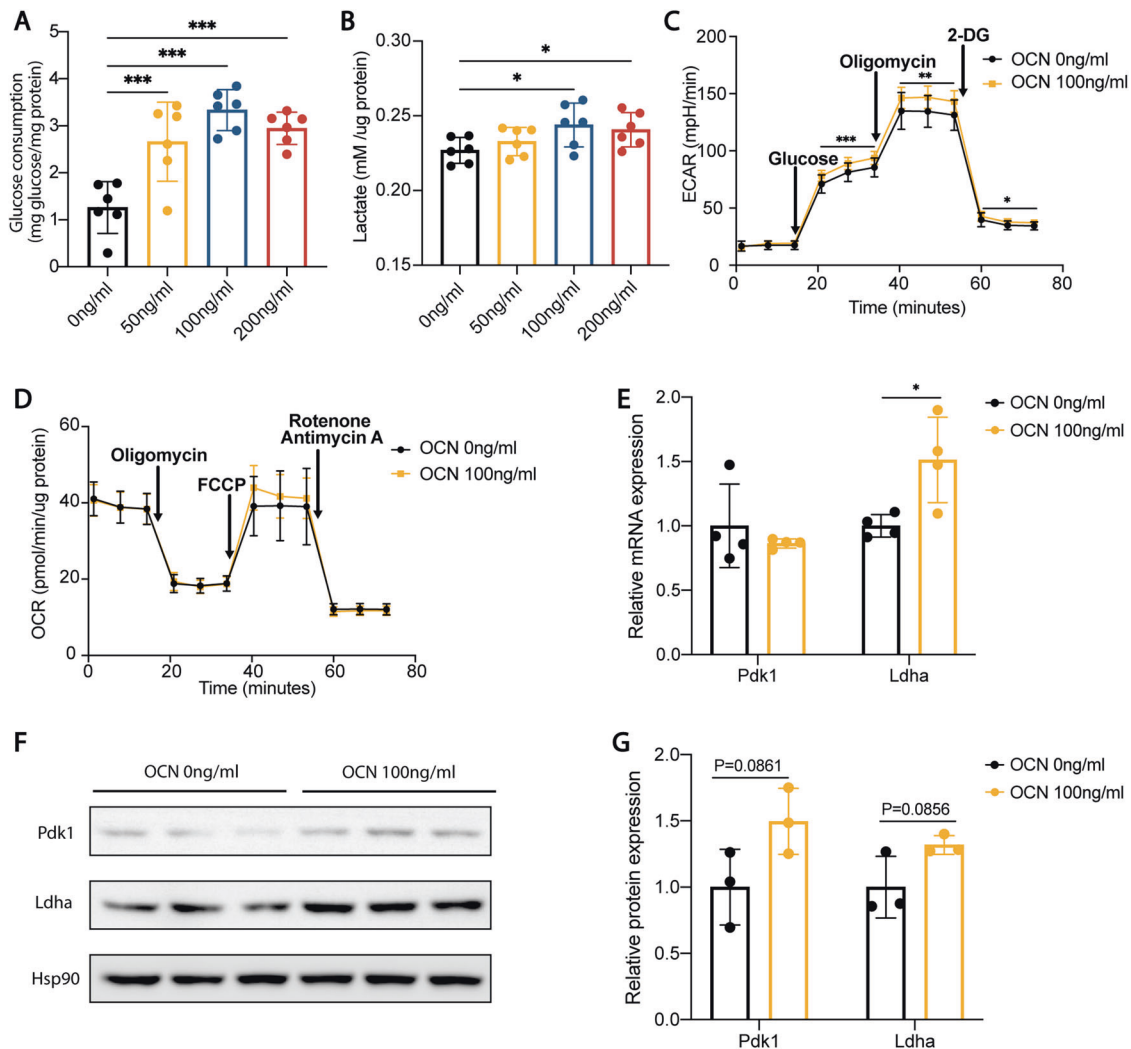 A
Glucose consumption
(mg glucose/mg protein)
5
4
3
2
1
0
***
***
***
0ng/ml
50ng/ml
100ng/ml
200ng/ml
B
Lactate (mM /ug protein)
0.30
0.25
0.20
0.15
*
*
0ng/ml
50ng/ml
100ng/ml
200ng/ml
C
ECAR (mpH/min)
200
150
100
50
0
Glucose
Oligomycin
2-DG
***
**
*
0
20
40
60
80
Time (minutes)
OCN 0ng/ml
OCN 100ng/ml
D
OCR (pmol/min/ug protein)
60
40
20
0
Oligomycin
FCCP
Rotenone
Antimycin A
0
20
40
60
80
Time (minutes)
OCN 0ng/ml
OCN 100ng/ml
E
Relative mRNA expression
2.0
1.5
1.0
0.5
0.0
*
Pdk1
Ldha
OCN 0ng/ml
OCN 100ng/ml
F
OCN 0ng/ml
OCN 100ng/ml
Pdk1
Ldha
Hsp90
G
Relative protein expression
2.0
1.5
1.0
0.5
0.0
P=0.0861
P=0.0856
Pdk1
Ldha
OCN 0ng/ml
OCN 100ng/ml